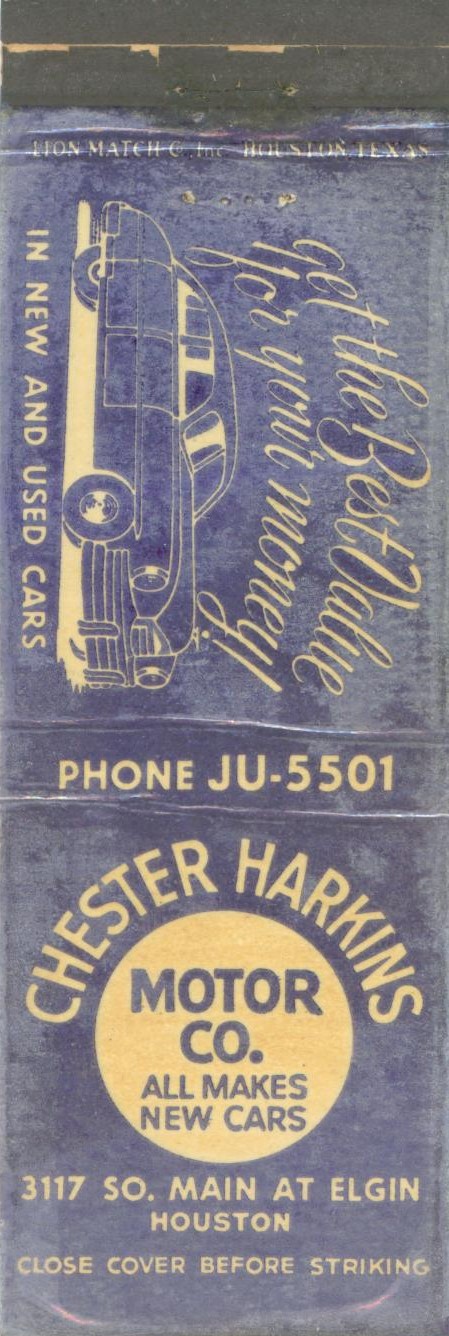 LION MATCH Co., Inc. HOUSTON, TEXAS
get the Best Value
for your money!
IN NEW AND USED CARS
PHONE JU-5501
CHESTER HARKINS
MOTOR
CO.
ALL MAKES
NEW CARS
3117 SO. MAIN AT ELGIN
HOUSTON
CLOSE COVER BEFORE STRIKING